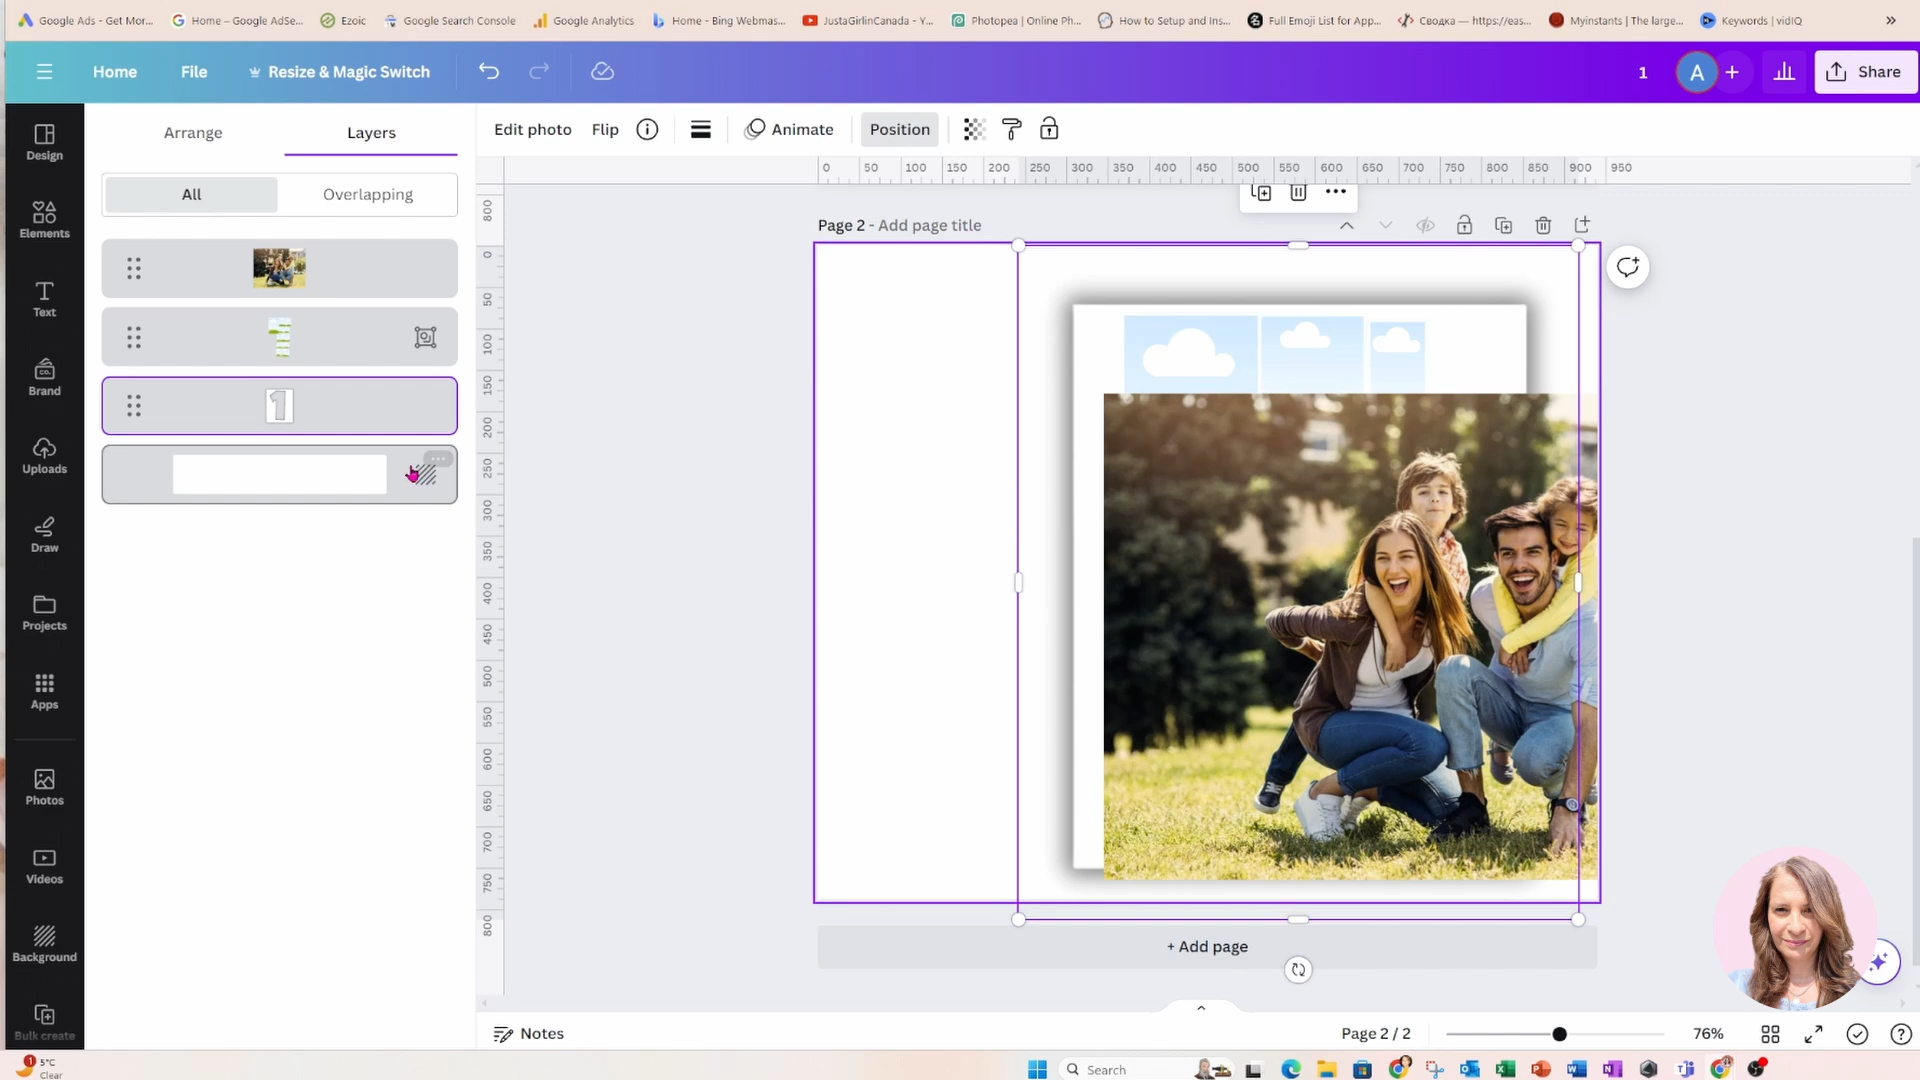 Google Ads - Get Mor...
Home – Google AdSe...
Ezoic
Google Search Console
Google Analytics
Home - Bing Webmas...
JustaGirlinCanada - Y...
Photopea | Online Ph...
How to Setup and Ins...
Full Emoji List for App...
Сводка — https://eas...
Myinstants | The large...
Keywords | vidIQ
Home
File
Resize & Magic Switch
1
A
Share
Design
Elements
Text
Brand
Uploads
Draw
Projects
Apps
Photos
Videos
Background
Bulk create
Arrange
Layers
All
Overlapping
1
Edit photo
Flip
Animate
Position
0 50 100 150 200 250 300 350 400 450 500 550 600 650 700 750 800 850 900 950
800
0
50
100
150
200
250
300
350
400
450
500
550
600
650
700
750
800
Page 2 - Add page title
+ Add page
Notes
Page 2 / 2
76%
1
5°C
Clear
Search